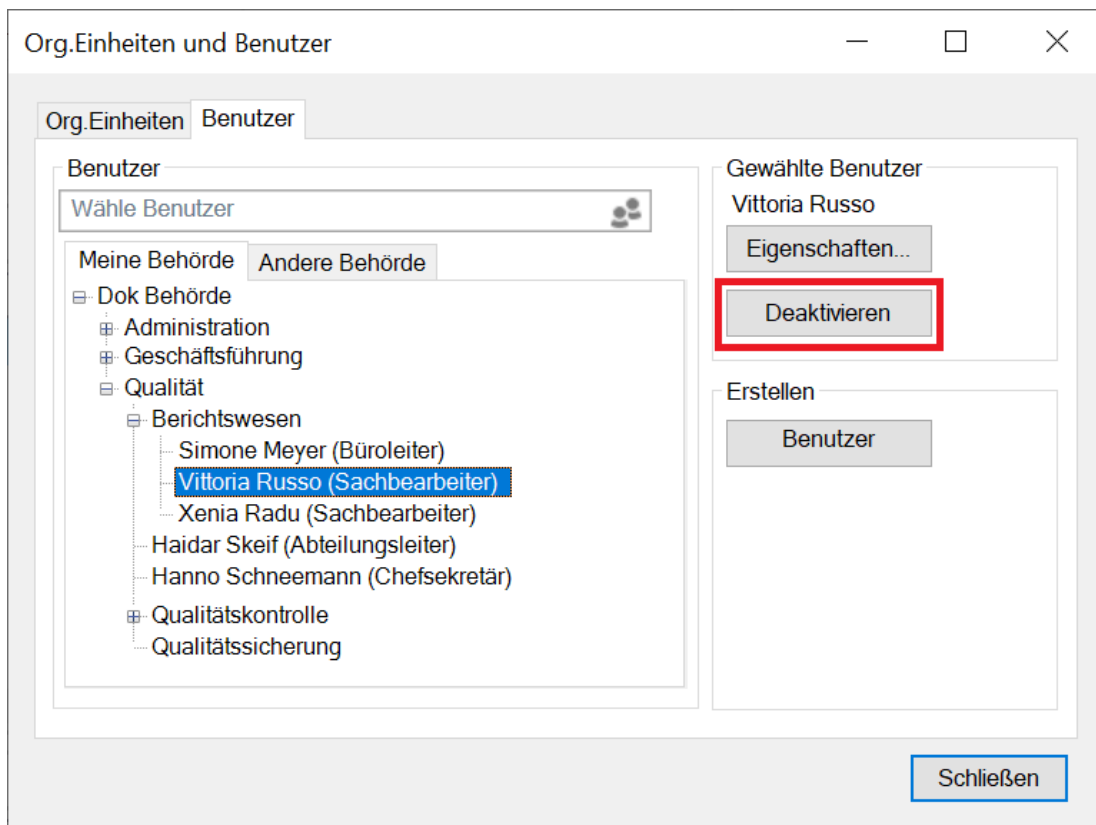 Org.Einheiten und Benutzer
Org.Einheiten
Benutzer
Benutzer
Wähle Benutzer
Meine Behörde
Andere Behörde
Dok Behörde
Administration
Geschäftsführung
Qualität
Berichtswesen
Simone Meyer (Büroleiter)
Vittoria Russo (Sachbearbeiter)
Xenia Radu (Sachbearbeiter)
Haidar Skeif (Abteilungsleiter)
Hanno Schneemann (Chefsekretär)
Qualitätskontrolle
Qualitätssicherung
Gewählte Benutzer
Vittoria Russo
Eigenschaften...
Deaktivieren
Erstellen
Benutzer
Schließen